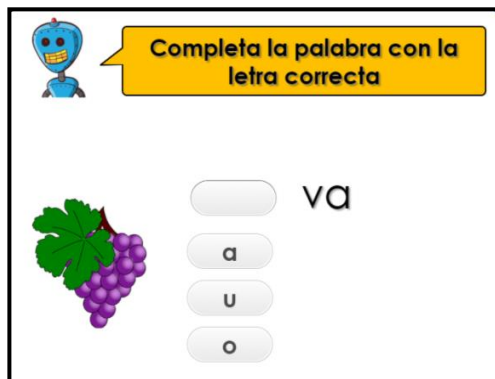 Completa la palabra con la
letra correcta
va
a
u
o